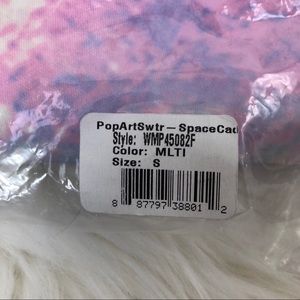 PopArtSwtr — SpaceCad
Style: WMP45082F
Color: MLTI
Size: S
8 87797 38801 2